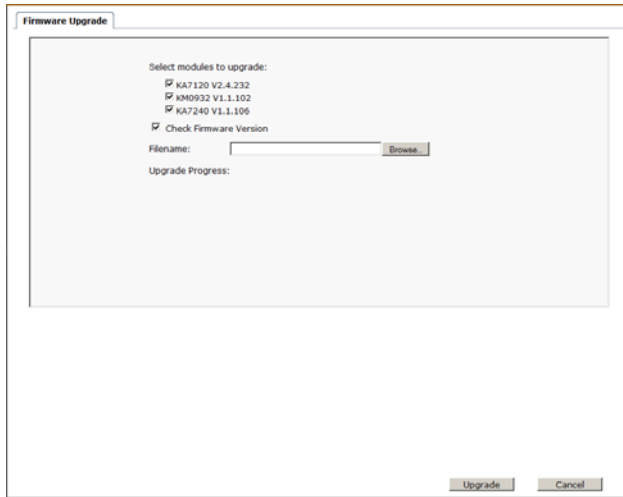 Firmware Upgrade
Select modules to upgrade:
KA7120 V2.4.232
KM0932 V1.1.102
KA7240 V1.1.106
Check Firmware Version
Filename: Browse..
Upgrade Progress:
Upgrade Cancel